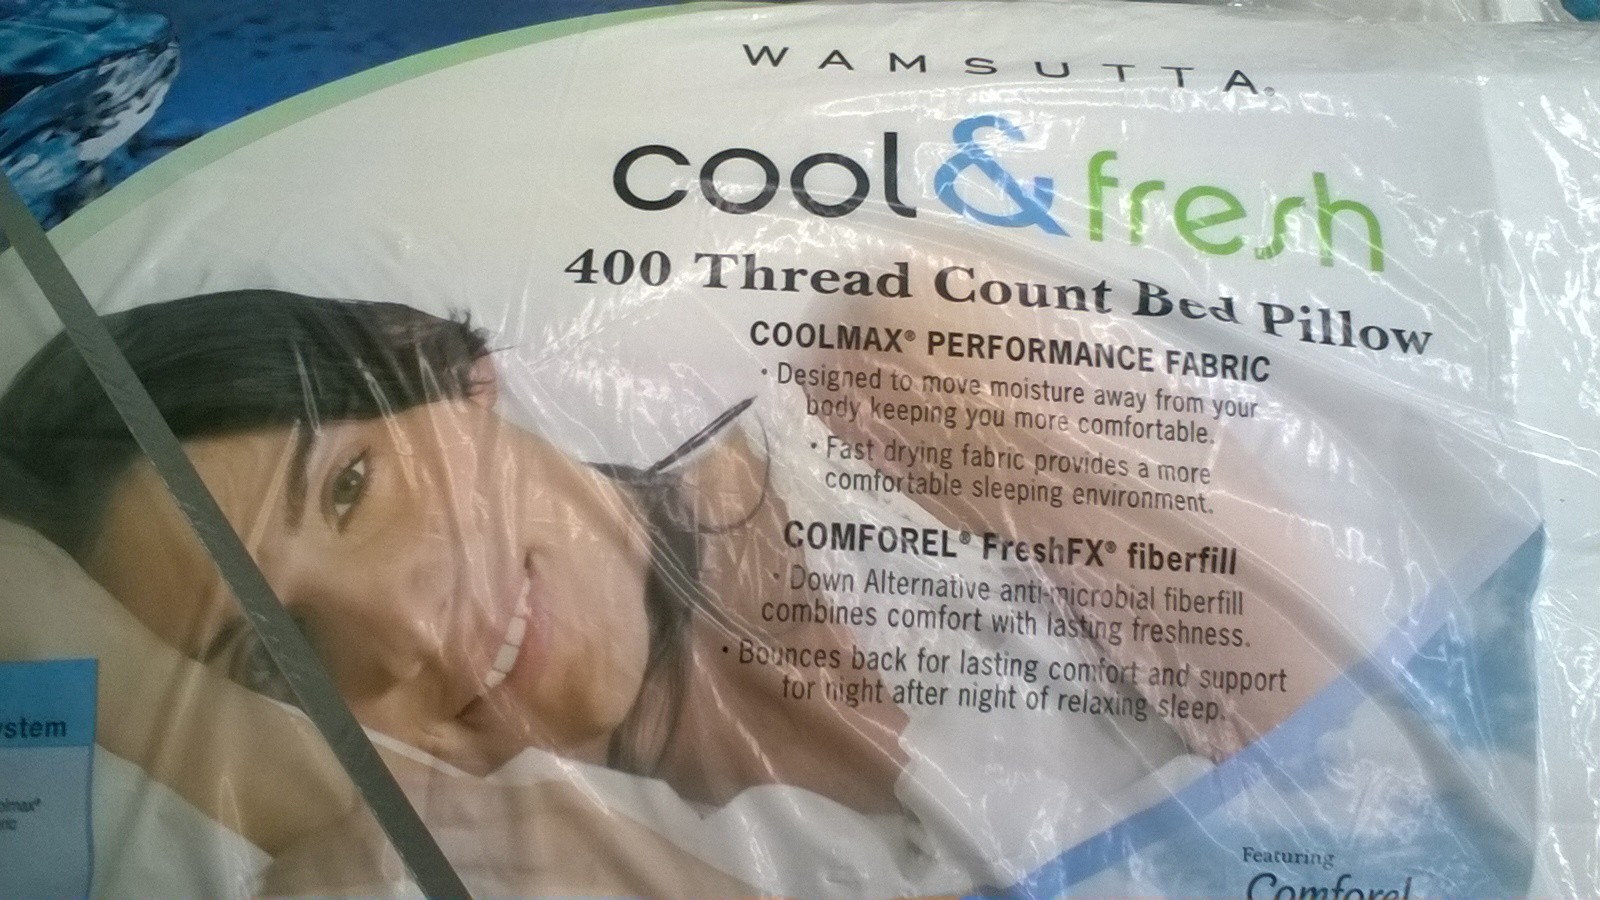 WAMSUTTA®
cool&fresh
400 Thread Count Bed Pillow
COOLMAX® PERFORMANCE FABRIC
• Designed to move moisture away from your
body keeping you more comfortable.
• Fast drying fabric provides a more
comfortable sleeping environment.
COMFOREL® FreshFX® fiberfill
• Down Alternative anti-microbial fiberfill
combines comfort with lasting freshness.
• Bounces back for lasting comfort and support
for night after night of relaxing sleep.
ystem
olmax®
ric
Featuring
Comforel